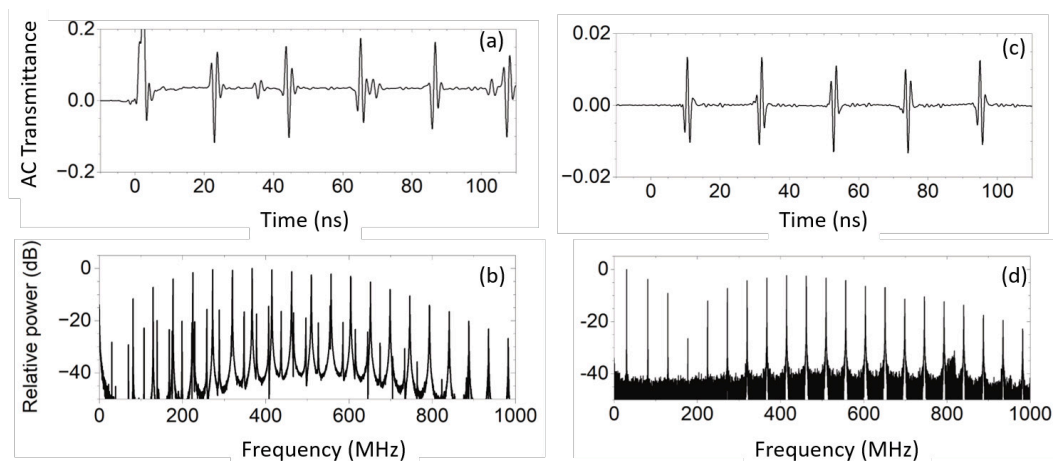 AC Transmittance
0.2
0.0
−0.2
(a)
0 20 40 60 80 100
Time (ns)
0.02
0.00
−0.02
(c)
0 20 40 60 80 100
Time (ns)
Relative power (dB)
0
−20
−40
(b)
0 200 400 600 800 1000
Frequency (MHz)
0
-20
-40
(d)
0 200 400 600 800 1000
Frequency (MHz)